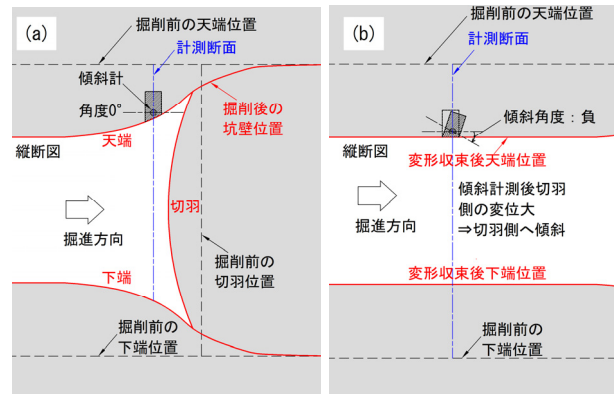 (a)
掘削前の天端位置
計測断面
傾斜計
角度0°
掘削後の
坑壁位置
天端
縦断図
切羽
掘進方向
掘削前の
切羽位置
下端
掘削前の
下端位置
(b)
掘削前の天端位置
計測断面
傾斜角度：負
縦断図
変形収束後天端位置
傾斜計測後切羽
側の変位大
⇒切羽側へ傾斜
掘進方向
変形収束後下端位置
掘削前の
下端位置